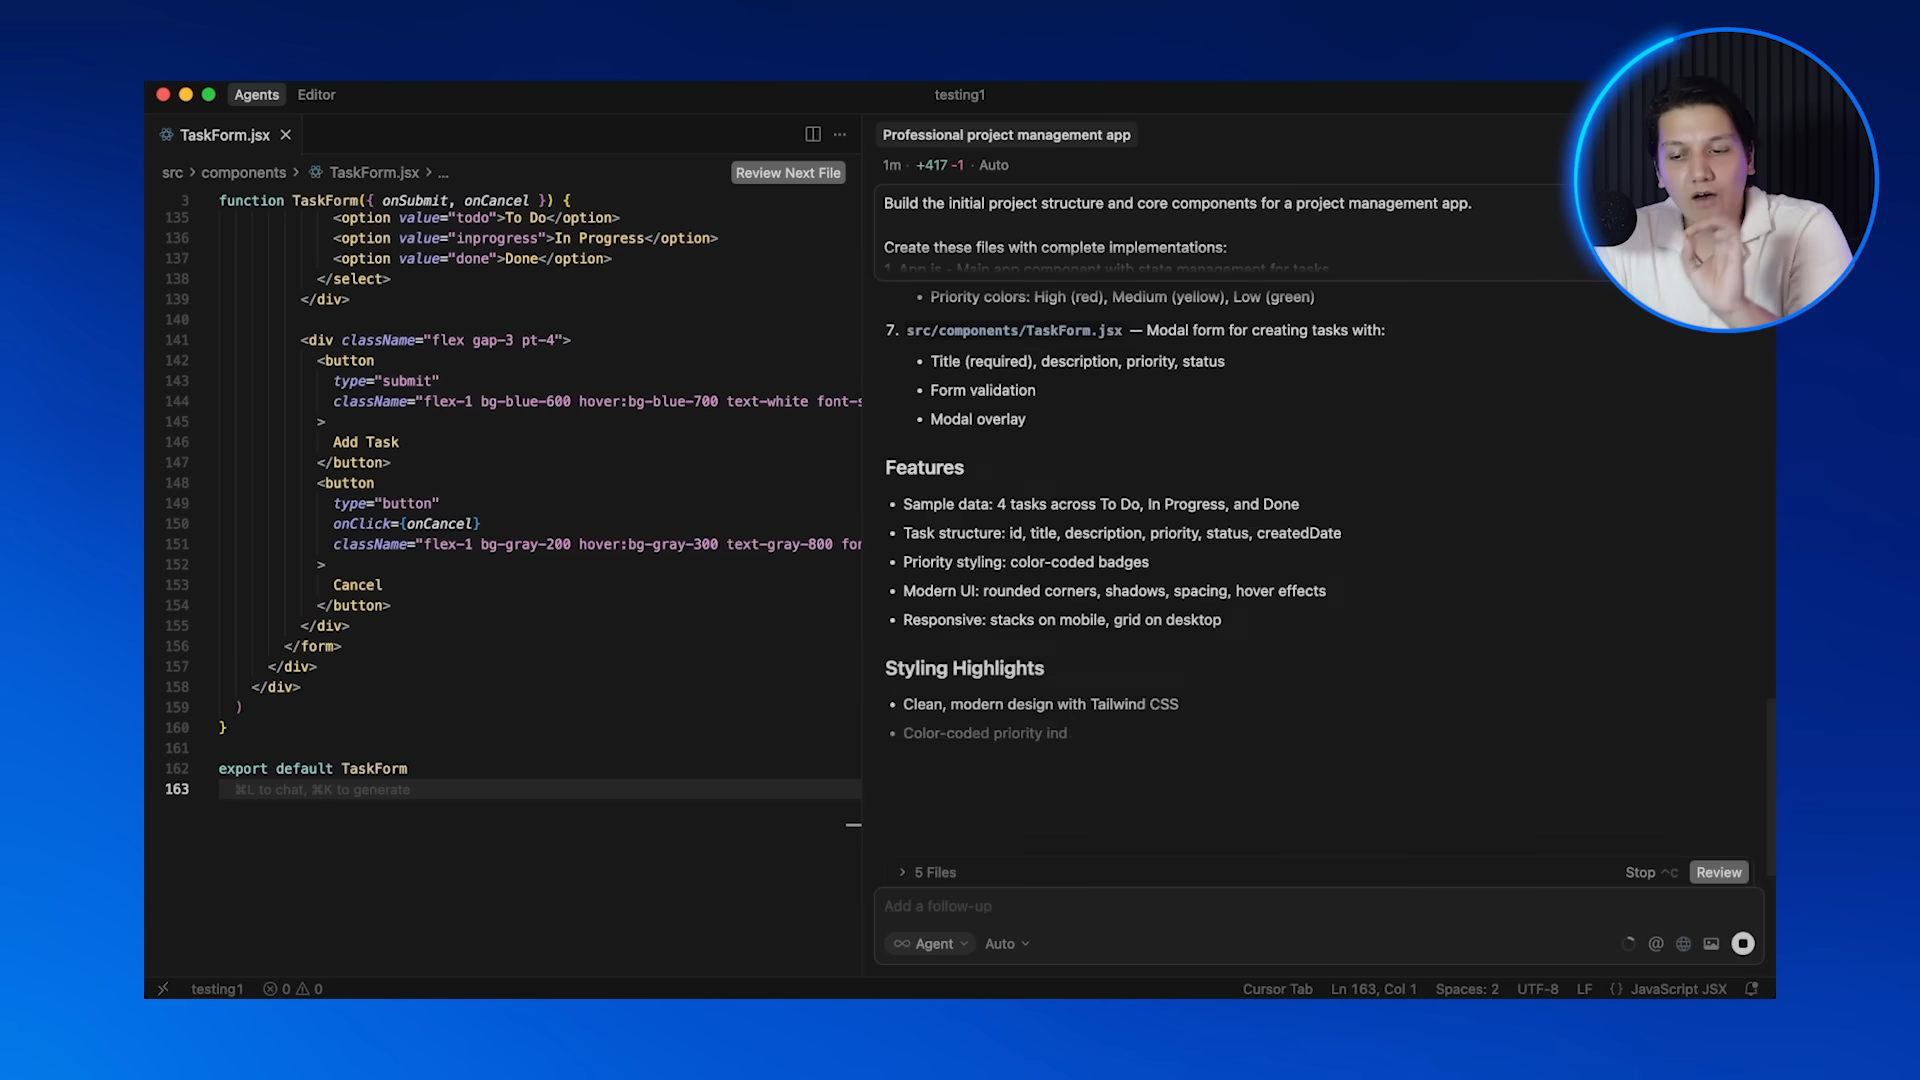 Agents Editor testing1
TaskForm.jsx
src > components > TaskForm.jsx > ...
Review Next File
3 function TaskForm({ onSubmit, onCancel }) {
135 <option value="todo">To Do</option>
136 <option value="inprogress">In Progress</option>
137 <option value="done">Done</option>
138 </select>
139 </div>
140
141 <div className="flex gap-3 pt-4">
142 <button
143 type="submit"
144 className="flex-1 bg-blue-600 hover:bg-blue-700 text-white font-s
145 >
146 Add Task
147 </button>
148 <button
149 type="button"
150 onClick={onCancel}
151 className="flex-1 bg-gray-200 hover:bg-gray-300 text-gray-800 fon
152 >
153 Cancel
154 </button>
155 </div>
156 </form>
157 </div>
158 </div>
159 )
160 }
161
162 export default TaskForm
163 ⌘L to chat, ⌘K to generate
Professional project management app
1m · +417 -1 · Auto
Build the initial project structure and core components for a project management app.
Create these files with complete implementations:
1. App.js - Main app component with state management for tasks
• Priority colors: High (red), Medium (yellow), Low (green)
7. src/components/TaskForm.jsx — Modal form for creating tasks with:
• Title (required), description, priority, status
• Form validation
• Modal overlay
Features
• Sample data: 4 tasks across To Do, In Progress, and Done
• Task structure: id, title, description, priority, status, createdDate
• Priority styling: color-coded badges
• Modern UI: rounded corners, shadows, spacing, hover effects
• Responsive: stacks on mobile, grid on desktop
Styling Highlights
• Clean, modern design with Tailwind CSS
• Color-coded priority ind
> 5 Files
Stop ^C Review
Add a follow-up
∞ Agent Auto
testing1 0 0
Cursor Tab Ln 163, Col 1 Spaces: 2 UTF-8 LF {} JavaScript JSX